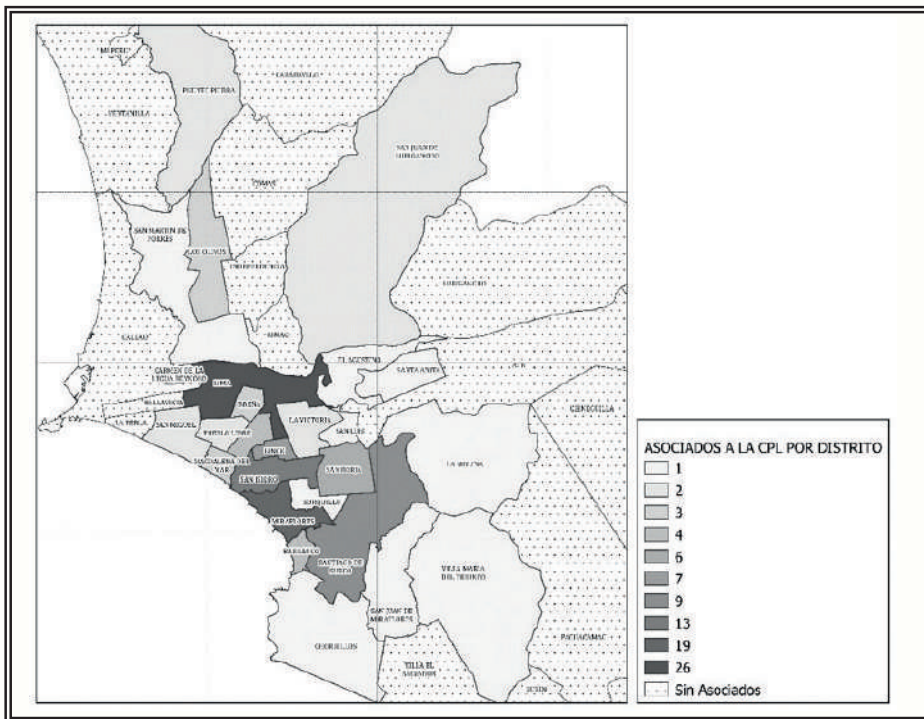 MI PERU
PUENTE PIEDRA
CARABAYLLO
VENTANILLA
SAN JUAN DE
LURIGANCHO
COMAS
SAN MARTIN DE
PORRES
LOS OLIVOS
INDEPENDENCIA
LURIGANCHO
CALLAO
RIMAC
EL AGUSTINO
SANTA ANITA
ATE
CARMEN DE LA
LEGUA REYNOSO
LIMA
CIENEGUILLA
BELLAVISTA
BREÑA
LA PERLA
SAN MIGUEL
PUEBLO LIBRE
LA VICTORIA
SAN LUIS
LINCE
MAGDALENA DEL
MAR
SAN BORJA
LA MOLINA
SAN ISIDRO
SURQUILLO
MIRAFLORES
BARRANCO
SANTIAGO DE
SURCO
VILLA MARIA
DEL TRIUNFO
SAN JUAN DE
MIRAFLORES
CHORRILLOS
PACHACAMAC
VILLA EL
SALVADOR
LURIN
ASOCIADOS A LA CPL POR DISTRITO
1
2
3
4
6
7
9
13
19
26
Sin Asociados